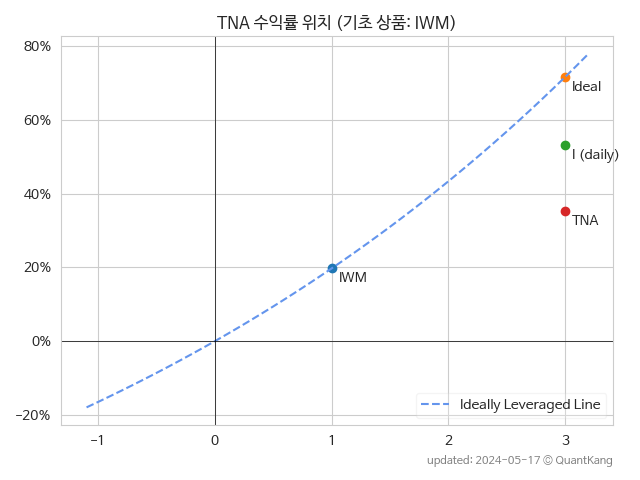 TNA 수익률 위치 (기초 상품: IWM)
80%
60%
40%
20%
0%
−20%
Ideal
I (daily)
TNA
IWM
Ideally Leveraged Line
−1
0
1
2
3
updated: 2024-05-17 © QuantKang